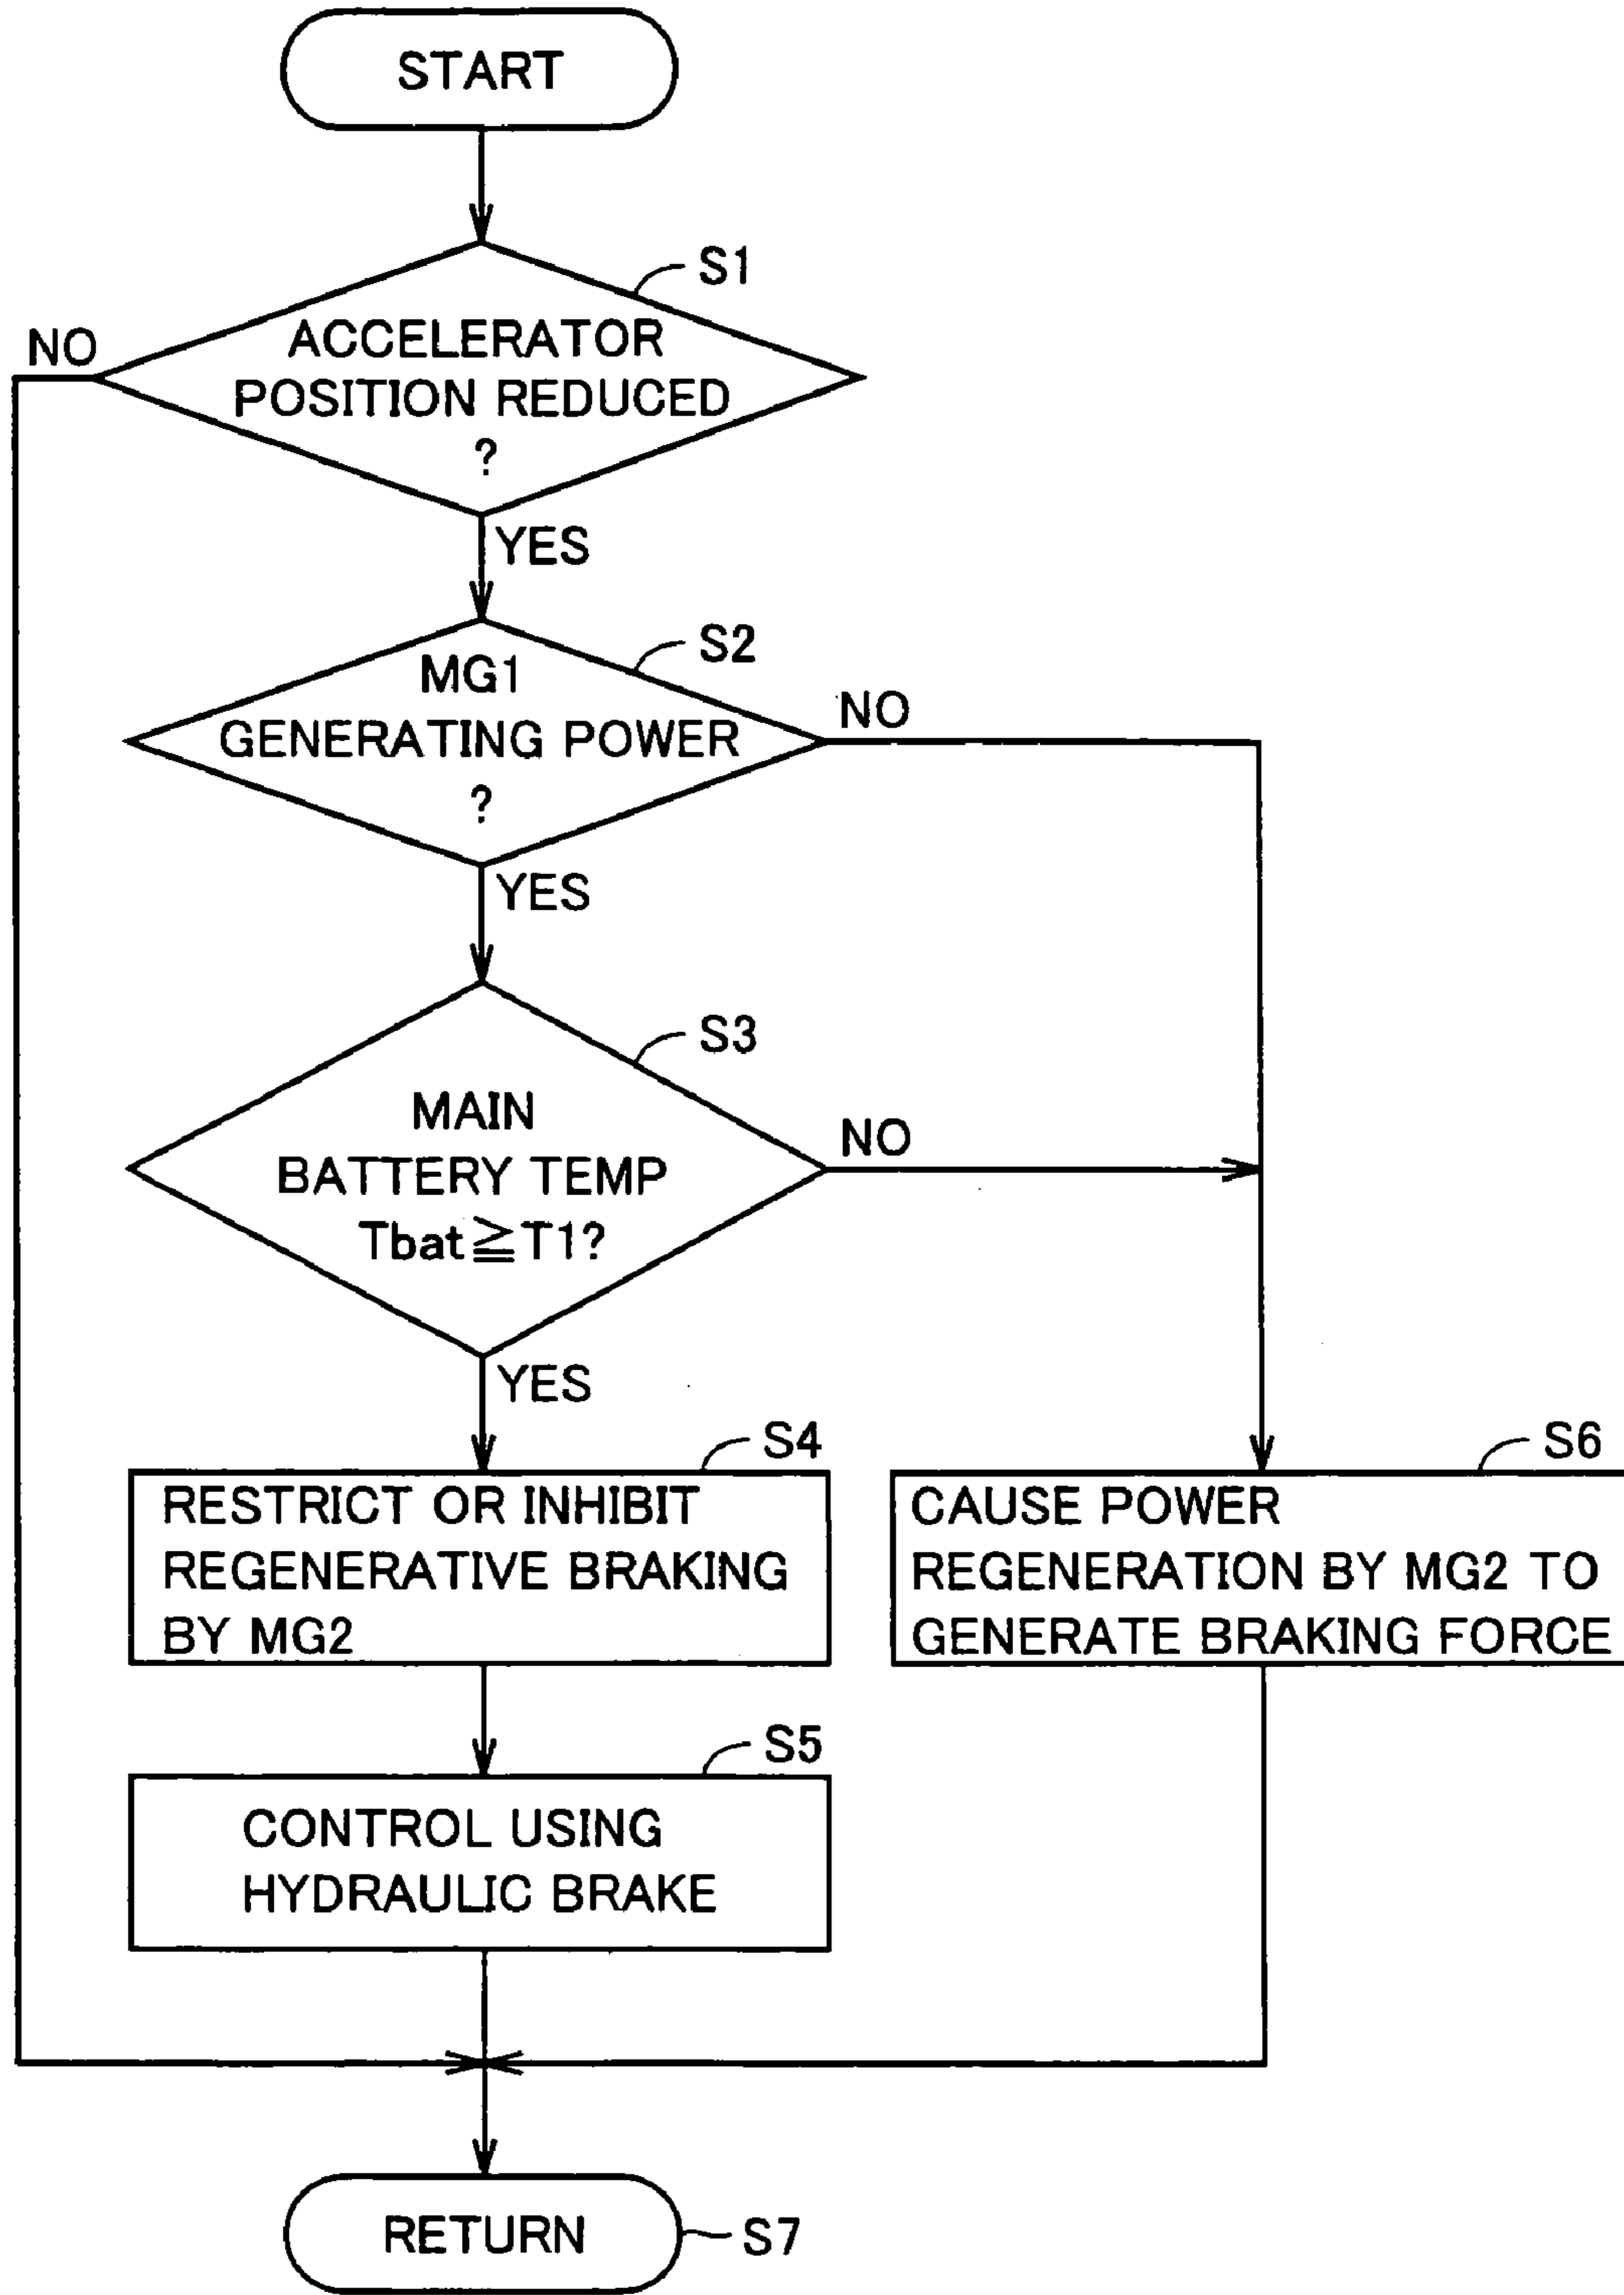 START
S1
NO
ACCELERATOR
POSITION REDUCED
?
YES
S2
MG1
GENERATING POWER
?
NO
YES
S3
MAIN
BATTERY TEMP
Tbat≧T1?
NO
YES
S4
RESTRICT OR INHIBIT
REGENERATIVE BRAKING
BY MG2
S6
CAUSE POWER
REGENERATION BY MG2 TO
GENERATE BRAKING FORCE
S5
CONTROL USING
HYDRAULIC BRAKE
RETURN
S7